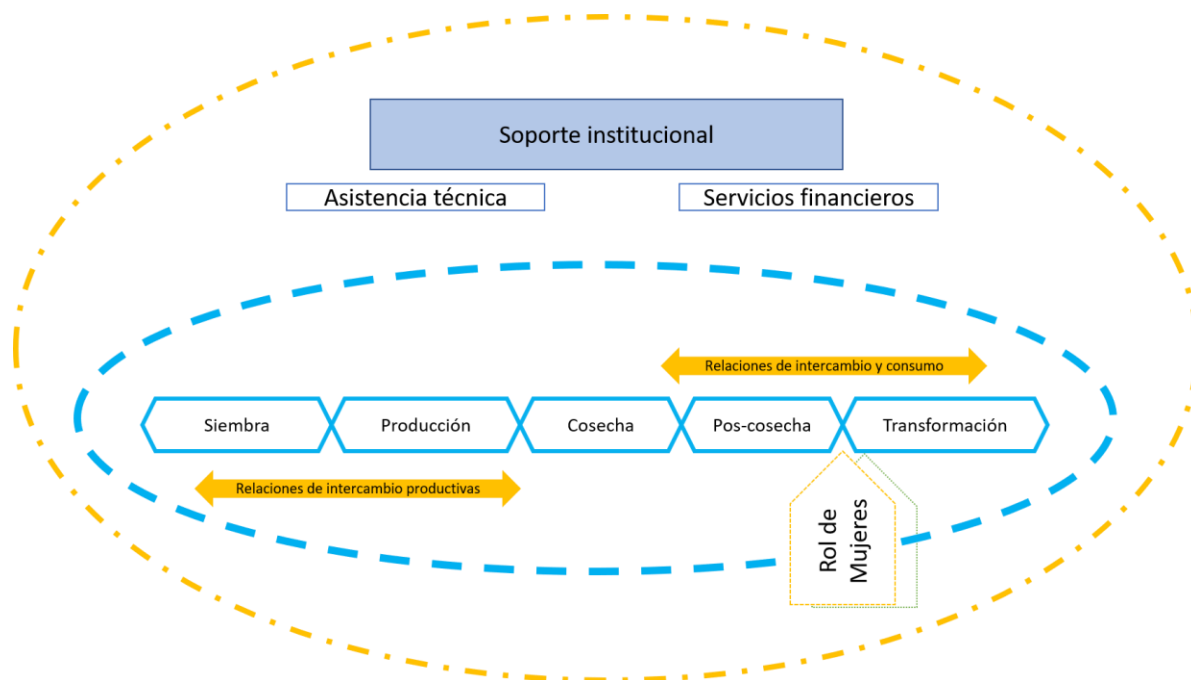 Soporte institucional
Asistencia técnica
Servicios financieros
Relaciones de intercambio y consumo
Siembra
Producción
Cosecha
Pos-cosecha
Transformación
Relaciones de intercambio productivas
Rol de
Mujeres